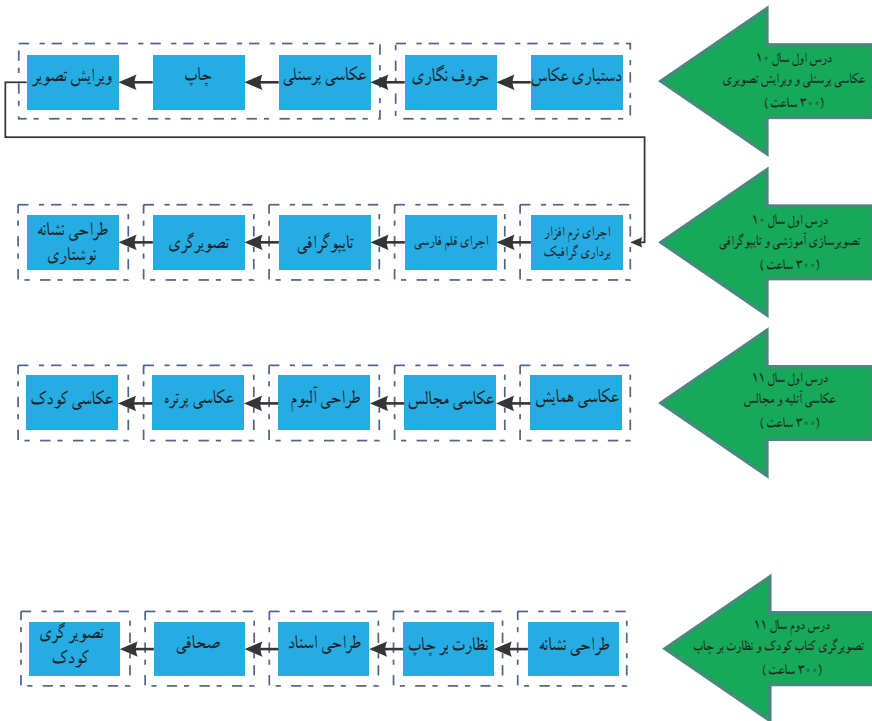 درس اول سال ۱۰
عکاسی پرسنلی و ویرایش تصویری
(۳۰۰ ساعت)
دستیاری عکاس
حروف نگاری
عکاسی پرسنلی
چاپ
ویرایش تصویر
درس اول سال ۱۰
تصویرسازی آموزشی و تایپوگرافی
(۳۰۰ ساعت)
اجرای نرم افزار
برداری گرافیک
اجرای قلم فارسی
تایپوگرافی
تصویرگری
طراحی نشانه
نوشتاری
درس اول سال ۱۱
عکاسی آتلیه و مجالس
(۳۰۰ ساعت)
عکاسی همایش
عکاسی مجالس
طراحی آلبوم
عکاسی پرتره
عکاسی کودک
درس دوم سال ۱۱
تصویرگری کتاب کودک و نظارت بر چاپ
(۳۰۰ ساعت)
طراحی نشانه
نظارت بر چاپ
طراحی اسناد
صحافی
تصویر گری
کودک